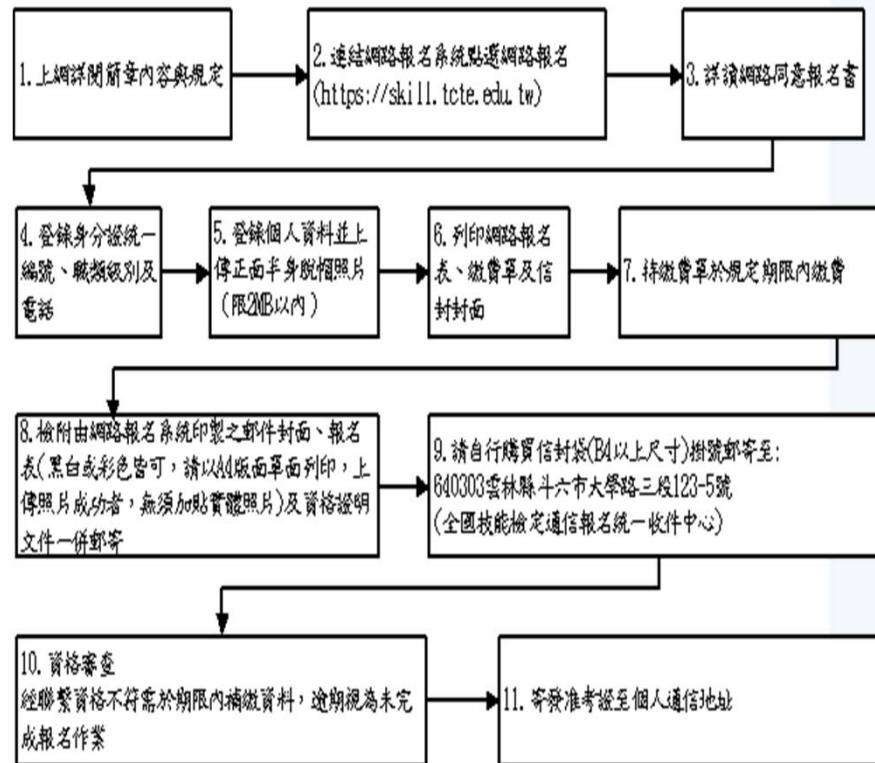 1.上網詳閱簡章內容與規定
2.連結網路報名系統點選網路報名
(https://skill.tcte.edu.tw)
3.詳讀網路同意報名書
4.登錄身分證統一
編號、職類級別及
電話
5.登錄個人資料並上
傳正面半身脫帽照片
(限2MB以內)
6.列印網路報名
表、繳費單及信
封封面
7.持繳費單於規定期限內繳費
8.檢附由網路報名系統印製之郵件封面、報名
表(黑白或彩色皆可，請以A4版面單面列印，上
傳照片成功者，無須加貼實體照片)及資格證明
文件一併郵寄
9.請自行購買信封袋(B4以上尺寸)掛號郵寄至:
640303雲林縣斗六市大學路三段123-5號
(全國技能檢定通信報名統一收件中心)
10.資格審查
經聯繫資格不符需於期限內補繳資料，逾期視為未完
成報名作業
11.寄發准考證至個人通信地址